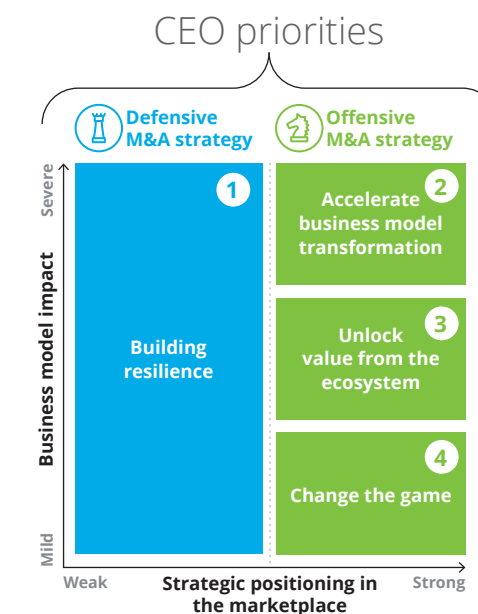 CEO priorities
Defensive
M&A strategy
Offensive
M&A strategy
Severe
Business model impact
Mild
1
Building
resilience
2
Accelerate
business model
transformation
3
Unlock
value from the
ecosystem
4
Change the game
Weak
Strategic positioning in
the marketplace
Strong